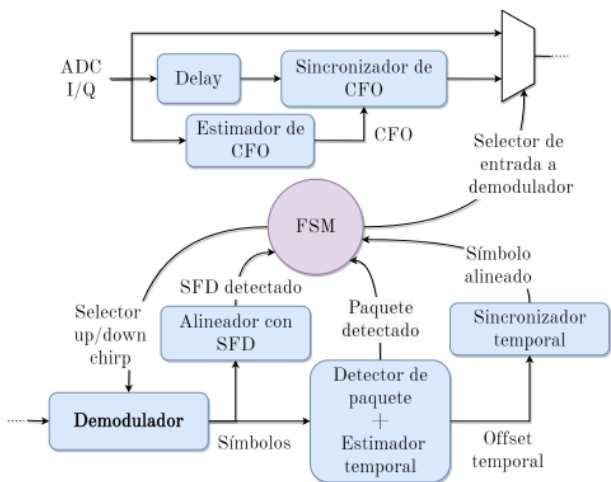 ADC
I/Q
Delay
Sincronizador de
CFO
Estimador de
CFO
CFO
Selector de
entrada a
demodulador
FSM
SFD detectado
Paquete
detectado
Símbolo
alineado
Selector
up/down
chirp
Alineador con
SFD
Sincronizador
temporal
Demodulador
Símbolos
Detector de
paquete
+
Estimador
temporal
Offset
temporal